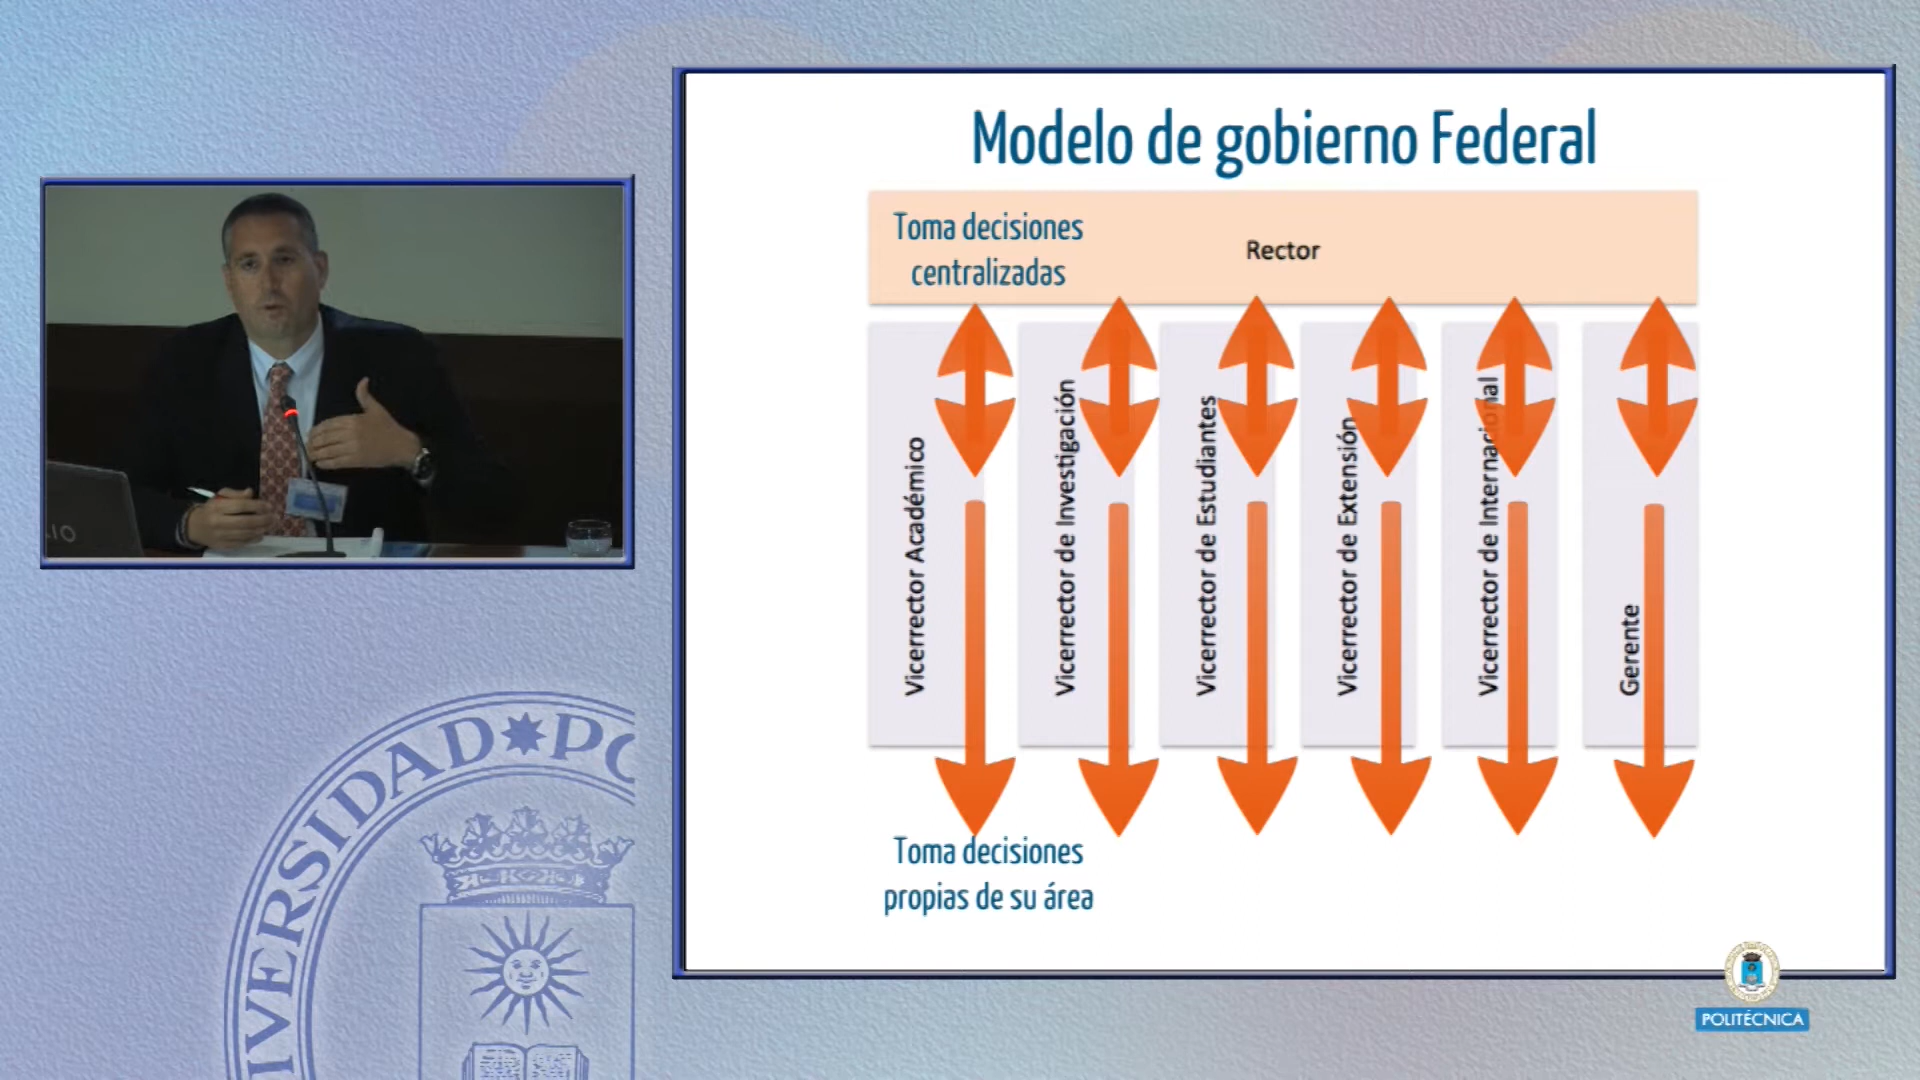 Modelo de gobierno Federal
Toma decisiones
centralizadas
Rector
Vicerrector Académico
Vicerrector de Investigación
Vicerrector de Estudiantes
Vicerrector de Extensión
Vicerrector de Internacional
Gerente
Toma decisiones
propias de su área
POLITÉCNICA